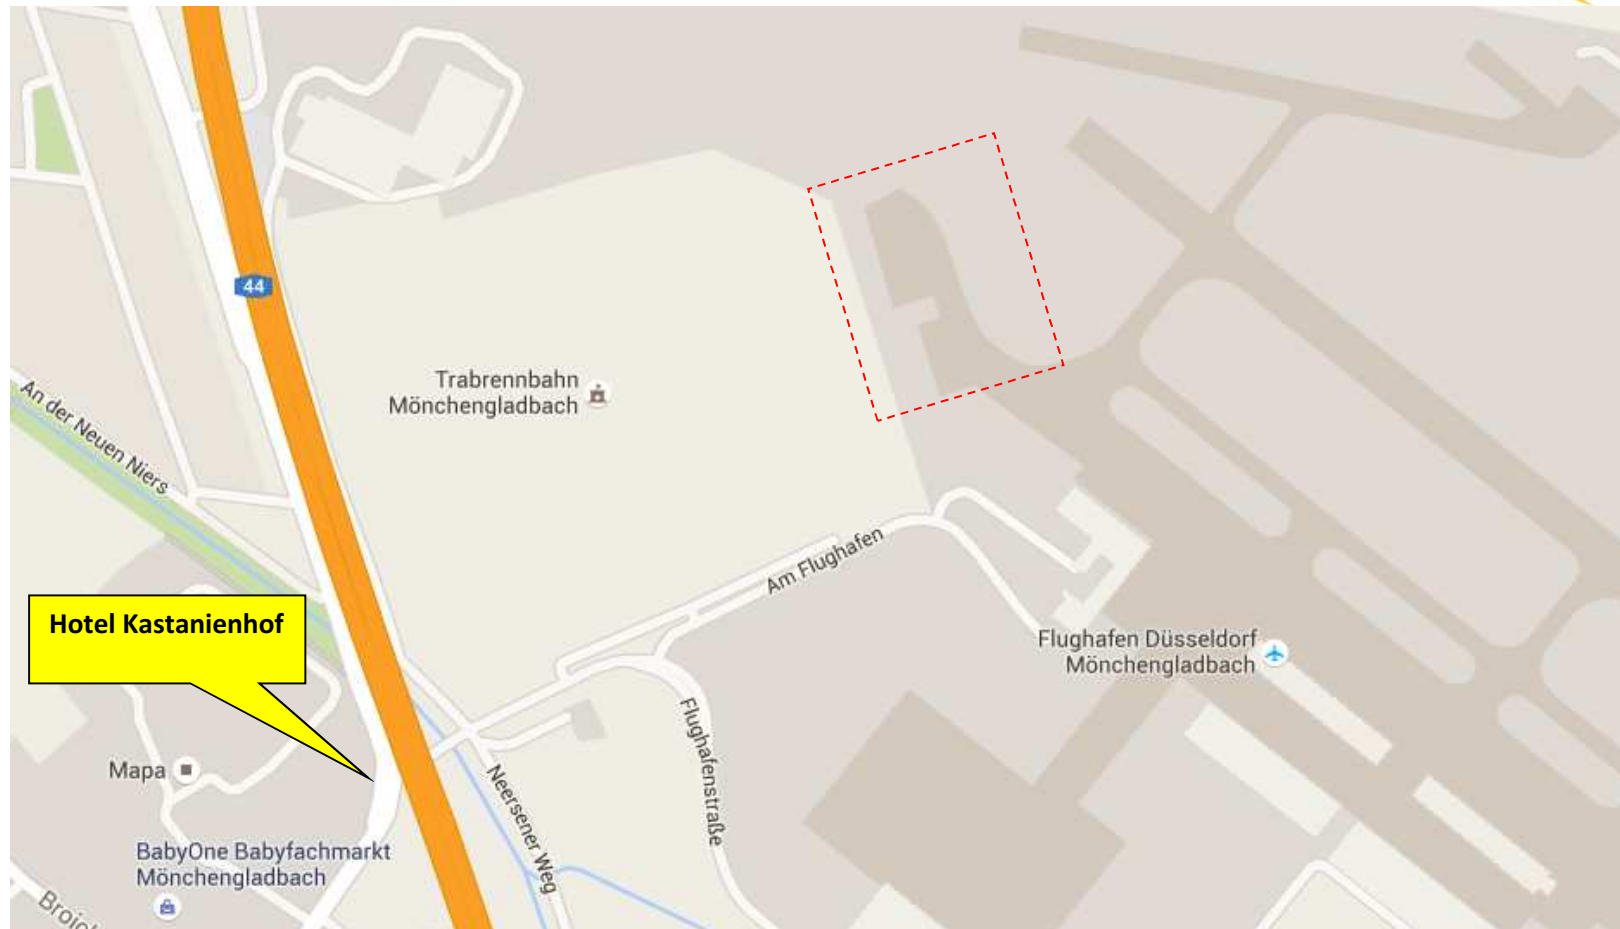 44
Trabrennbahn
Mönchengladbach
An der Neuen Niers
Am Flughafen
Hotel Kastanienhof
Flughafen Düsseldorf
Mönchengladbach
Flughafenstraße
Mapa
Neersener Weg
BabyOne Babyfachmarkt
Mönchengladbach